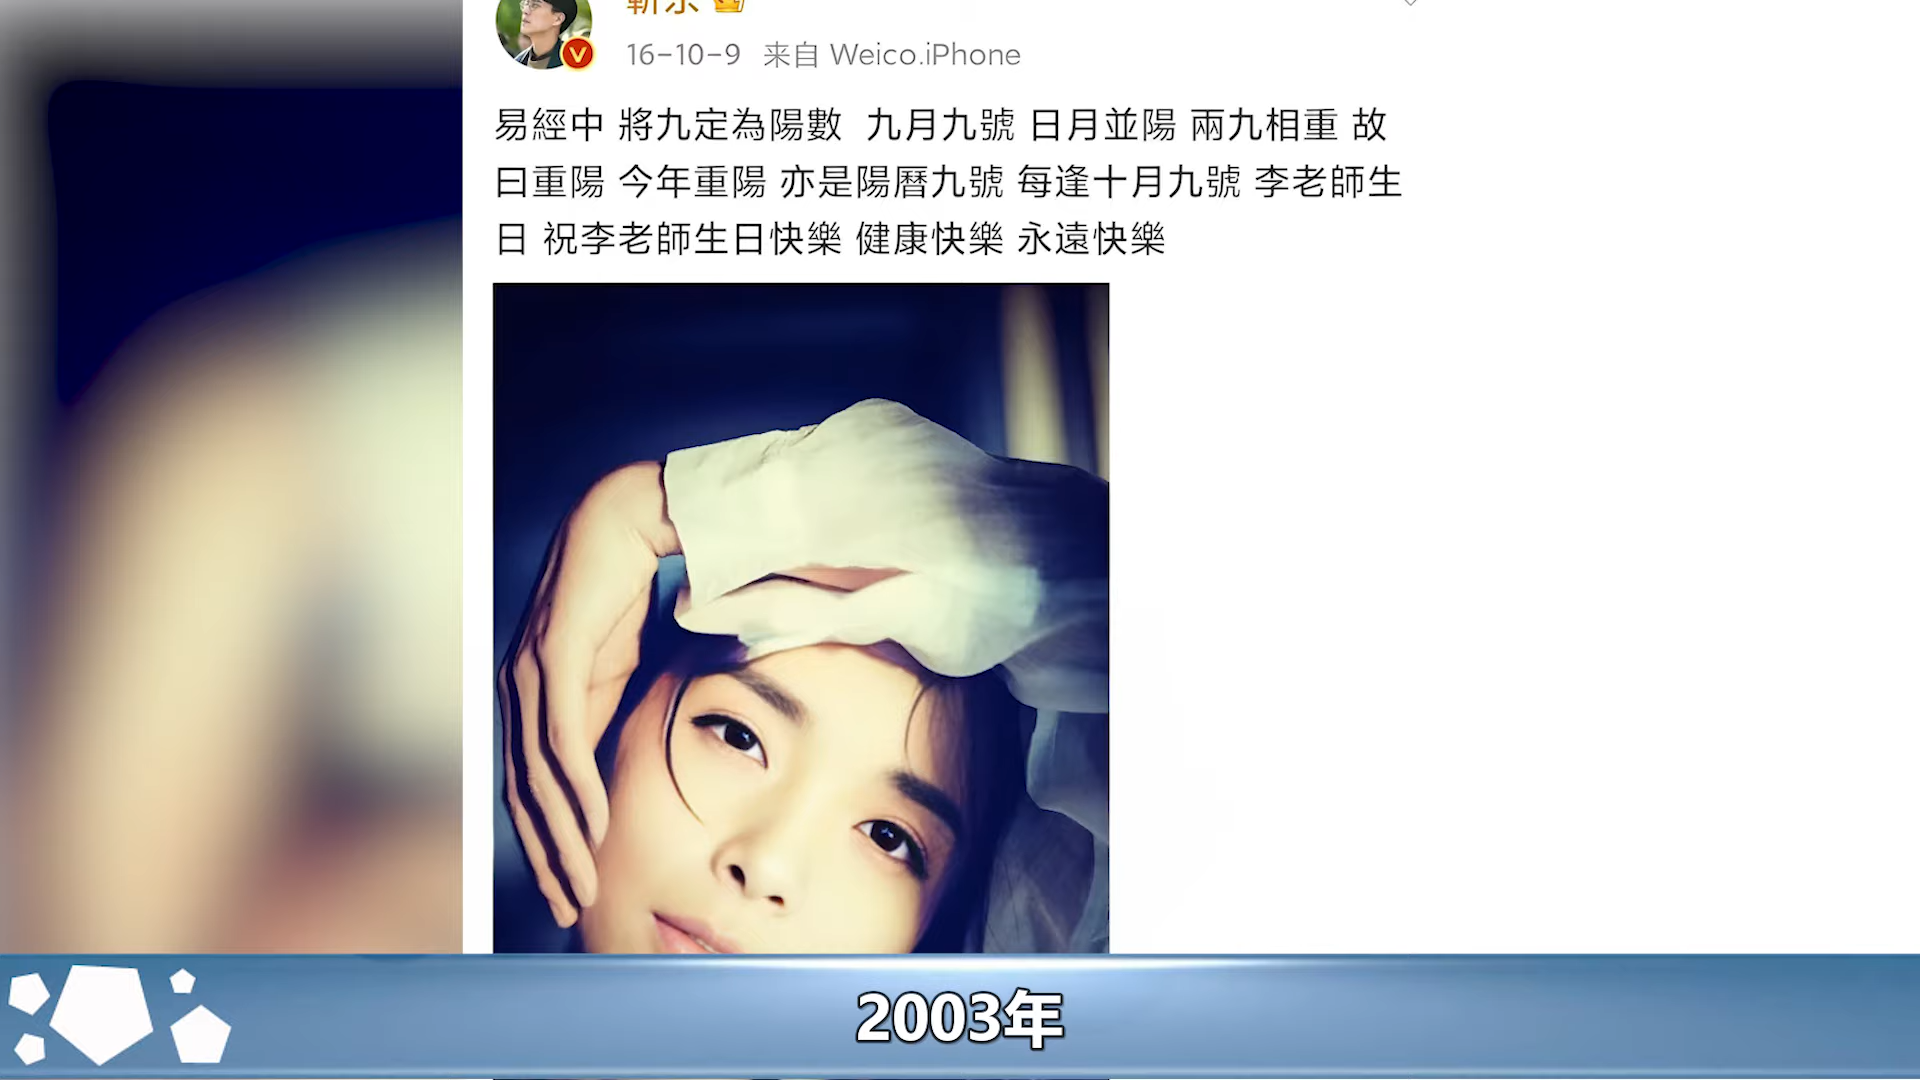 16-10-9 来自 Weico.iPhone
易經中 將九定為陽數 九月九號 日月並陽 兩九相重 故
曰重陽 今年重陽 亦是陽曆九號 每逢十月九號 李老師生
日 祝李老師生日快樂 健康快樂 永遠快樂
2003年